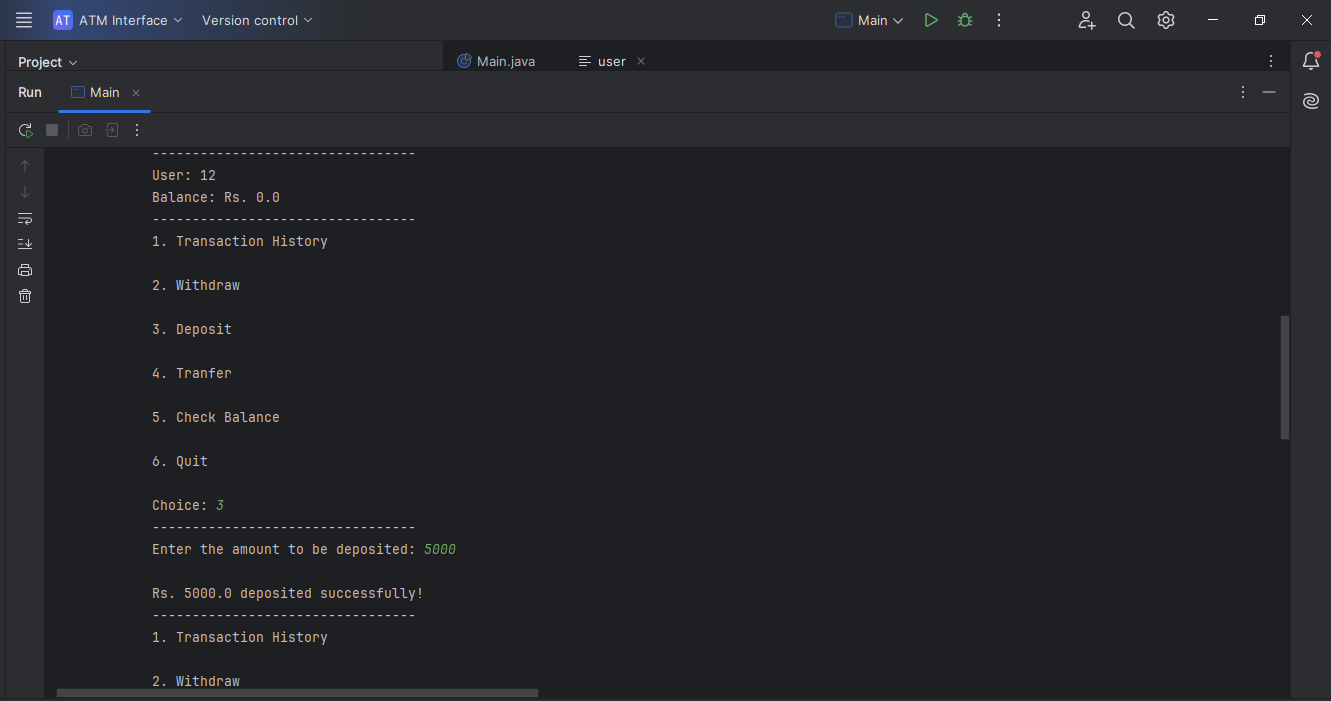 AT ATM Interface Version control Main
Project Main.java user
Run Main
---------------------------------
User: 12
Balance: Rs. 0.0
---------------------------------
1. Transaction History
2. Withdraw
3. Deposit
4. Tranfer
5. Check Balance
6. Quit
Choice: 3
---------------------------------
Enter the amount to be deposited: 5000
Rs. 5000.0 deposited successfully!
---------------------------------
1. Transaction History
2. Withdraw